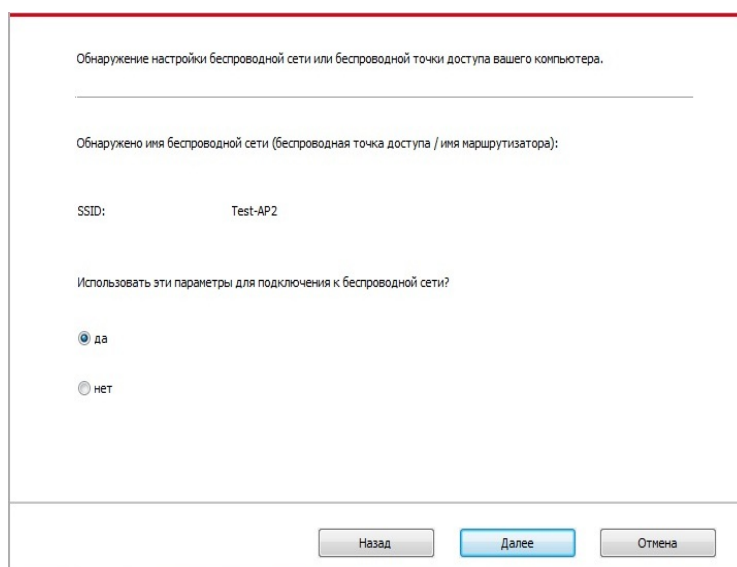 Обнаружение настройки беспроводной сети или беспроводной точки доступа вашего компьютера.
Обнаружено имя беспроводной сети (беспроводная точка доступа / имя маршрутизатора):
SSID: Test-AP2
Использовать эти параметры для подключения к беспроводной сети?
да
нет
Назад Далее Отмена